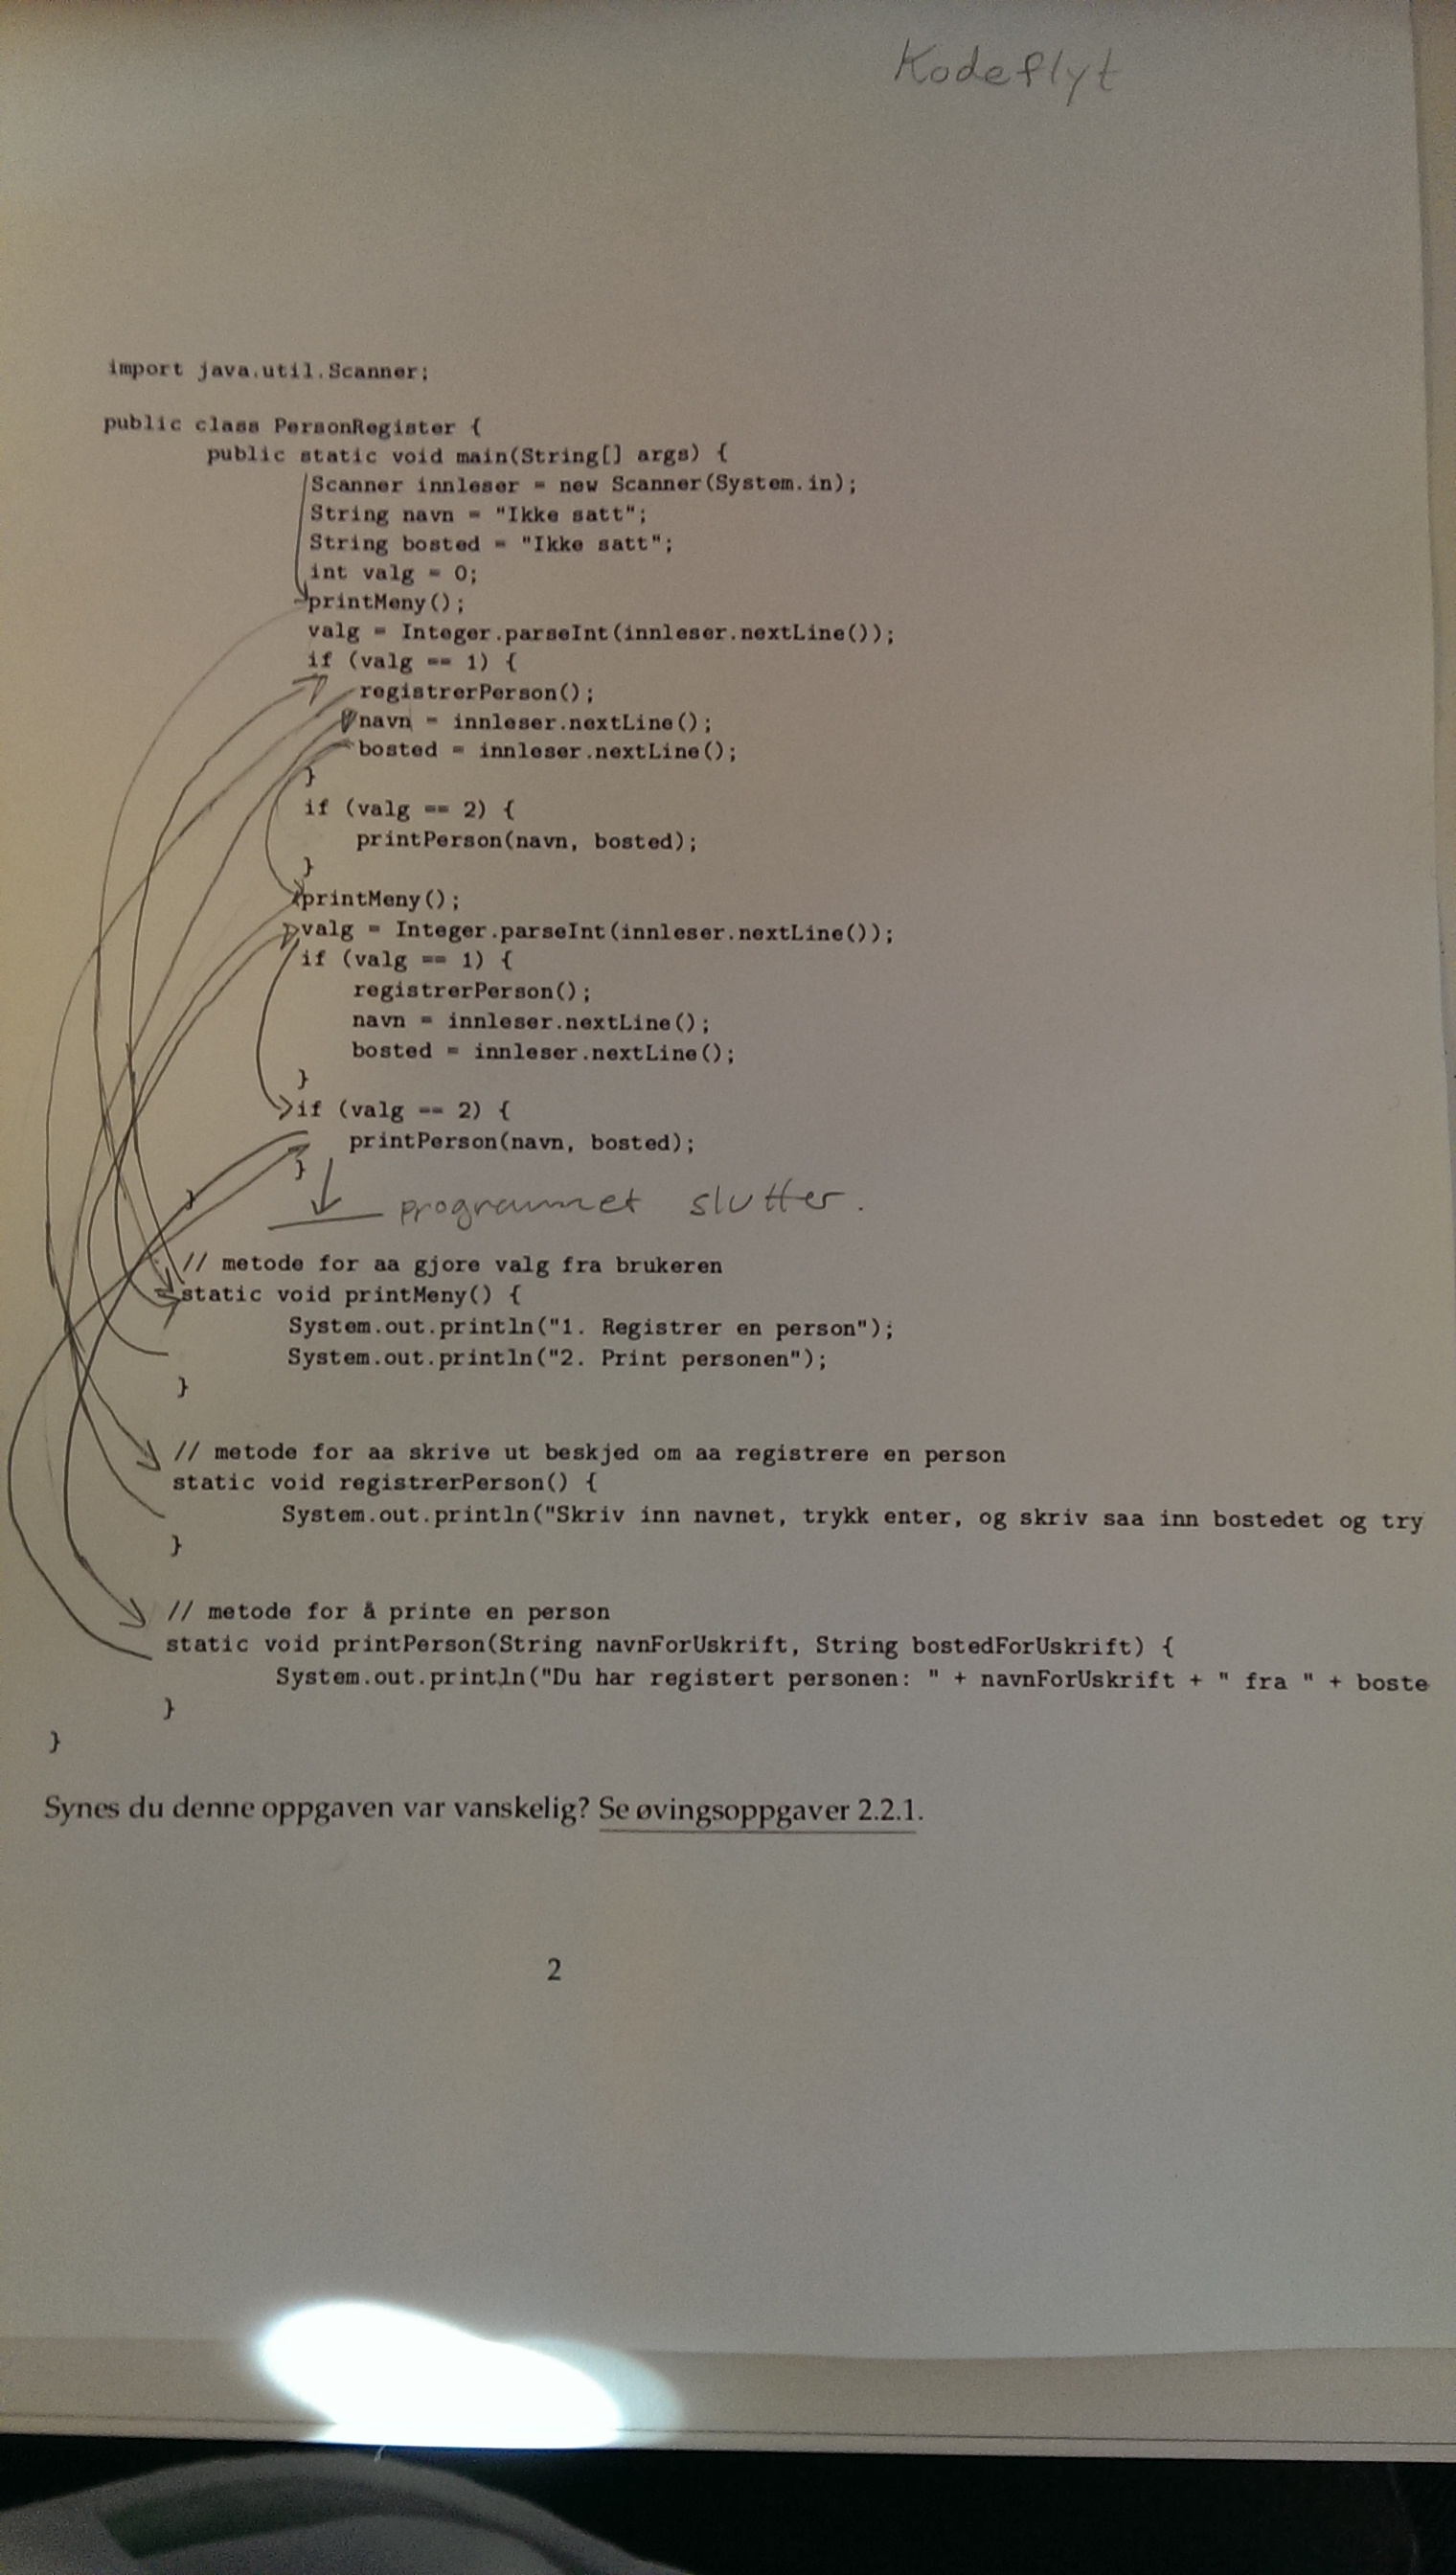 Kodeflyt
import java.util.Scanner;
public class PersonRegister {
public static void main(String[] args) {
Scanner innleser = new Scanner(System.in);
String navn = "Ikke satt";
String bosted = "Ikke satt";
int valg = 0;
printMeny();
valg = Integer.parseInt(innleser.nextLine());
if (valg == 1) {
registrerPerson();
navn = innleser.nextLine();
bosted = innleser.nextLine();
}
if (valg == 2) {
printPerson(navn, bosted);
}
printMeny();
valg = Integer.parseInt(innleser.nextLine());
if (valg == 1) {
registrerPerson();
navn = innleser.nextLine();
bosted = innleser.nextLine();
}
if (valg == 2) {
printPerson(navn, bosted);
}
}
programmet slutter.
// metode for aa gjore valg fra brukeren
static void printMeny() {
System.out.println("1. Registrer en person");
System.out.println("2. Print personen");
}
// metode for aa skrive ut beskjed om aa registrere en person
static void registrerPerson() {
System.out.println("Skriv inn navnet, trykk enter, og skriv saa inn bostedet og try
}
// metode for å printe en person
static void printPerson(String navnForUskrift, String bostedForUskrift) {
System.out.println("Du har registert personen: " + navnForUskrift + " fra " + boste
}
}
Synes du denne oppgaven var vanskelig? Se øvingsoppgaver 2.2.1.
2